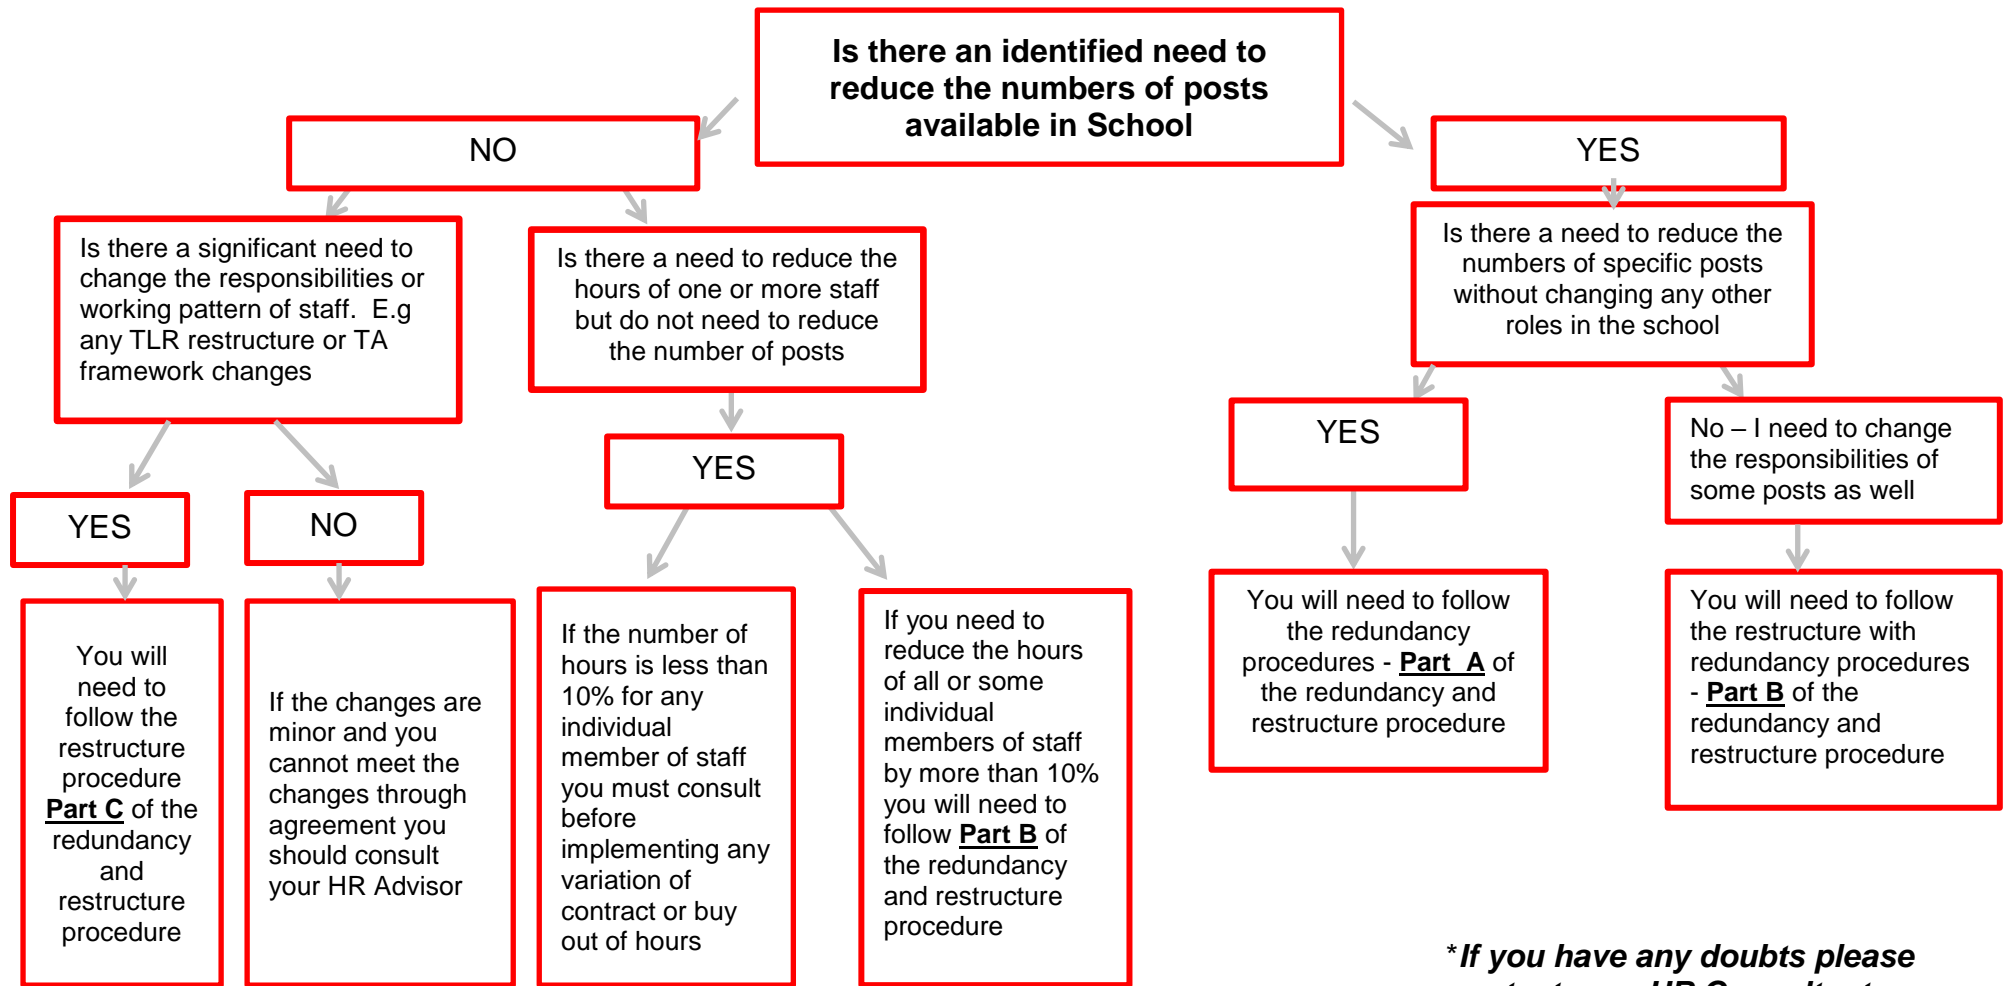 Is there an identified need to
reduce the numbers of posts
available in School
NO
YES
Is there a significant need to
change the responsibilities or
working pattern of staff.  E.g
any TLR restructure or TA
framework changes
Is there a need to reduce the
hours of one or more staff
but do not need to reduce
the number of posts
Is there a need to reduce the
numbers of specific posts
without changing any other
roles in the school
YES
NO
YES
YES
No – I need to change
the responsibilities of
some posts as well
You will
need to
follow the
restructure
procedure
Part C of the
redundancy
and
restructure
procedure
If the changes are
minor and you
cannot meet the
changes through
agreement you
should consult
your HR Advisor
If the number of
hours is less than
10% for any
individual
member of staff
you must consult
before
implementing any
variation of
contract or buy
out of hours
If you need to
reduce the hours
of all or some
individual
members of staff
by more than 10%
you will need to
follow Part B of
the redundancy
and restructure
procedure
You will need to follow
the redundancy
procedures - Part  A of
the redundancy and
restructure procedure
You will need to follow
the restructure with
redundancy procedures
- Part B of the
redundancy and
restructure procedure
*If you have any doubts please
HR